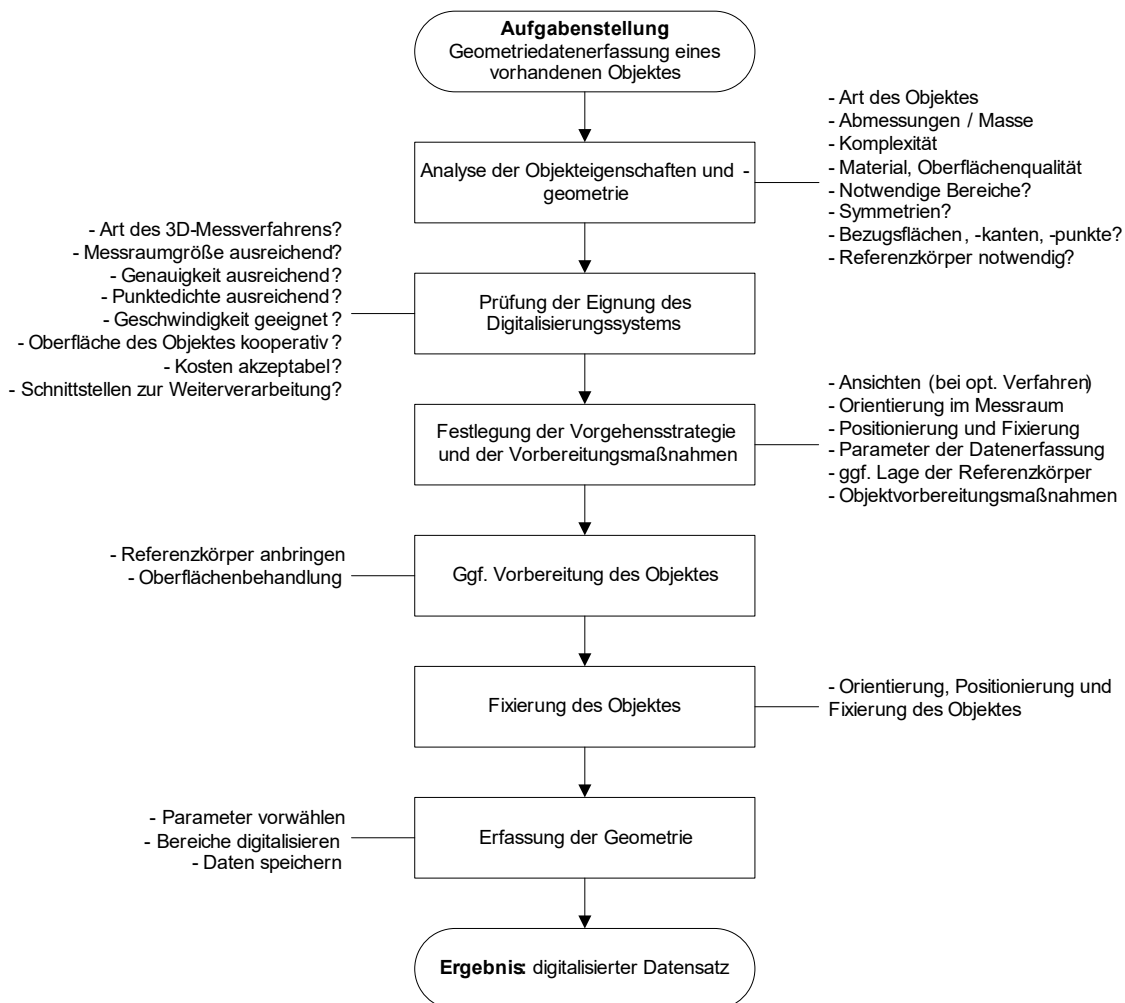 Aufgabenstellung
Geometriedatenerfassung eines
vorhandenen Objektes
Analyse der Objekteigenschaften und -
geometrie
- Art des Objektes
- Abmessungen / Masse
- Komplexität
- Material, Oberflächenqualität
- Notwendige Bereiche?
- Symmetrien?
- Bezugsflächen, -kanten, -punkte?
- Referenzkörper notwendig?
- Art des 3D-Messverfahrens?
- Messraumgröße ausreichend?
- Genauigkeit ausreichend?
- Punktedichte ausreichend?
- Geschwindigkeit geeignet?
- Oberfläche des Objektes kooperativ?
- Kosten akzeptabel?
- Schnittstellen zur Weiterverarbeitung?
Prüfung der Eignung des
Digitalisierungssystems
Festlegung der Vorgehensstrategie
und der Vorbereitungsmaßnahmen
- Ansichten (bei opt. Verfahren)
- Orientierung im Messraum
- Positionierung und Fixierung
- Parameter der Datenerfassung
- ggf. Lage der Referenzkörper
- Objektvorbereitungsmaßnahmen
- Referenzkörper anbringen
- Oberflächenbehandlung
Ggf. Vorbereitung des Objektes
Fixierung des Objektes
- Orientierung, Positionierung und
Fixierung des Objektes
- Parameter vorwählen
- Bereiche digitalisieren
- Daten speichern
Erfassung der Geometrie
Ergebnis: digitalisierter Datensatz